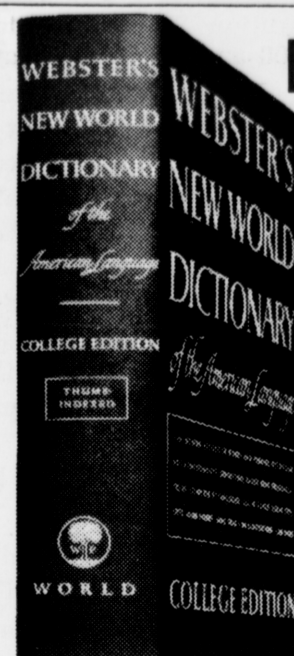 WEBSTER'S
NEW WORLD
DICTIONARY
of the
American Language
COLLEGE EDITION
THUMB-
INDEXED
W P
WORLD
WEBSTER'S
NEW WORLD
DICTIONARY
of the American Language
COLLEGE EDITION